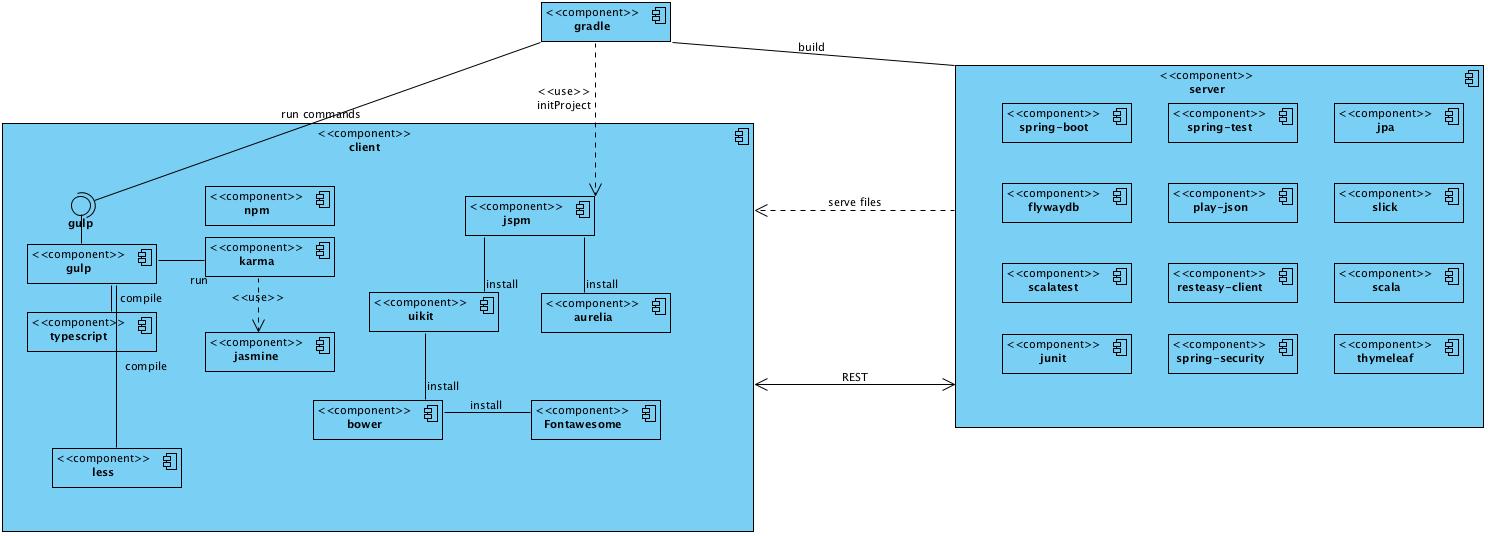 <<component>>
gradle
build
<<use>>
initProject
run commands
<<component>>
client
gulp
<<component>>
gulp
run
compile
<<component>>
typescript
compile
<<component>>
less
<<component>>
npm
<<component>>
karma
<<use>>
<<component>>
jasmine
<<component>>
jspm
install
install
<<component>>
uikit
<<component>>
aurelia
install
<<component>>
bower
install
<<component>>
Fontawesome
serve files
REST
<<component>>
server
<<component>>
spring-boot
<<component>>
spring-test
<<component>>
jpa
<<component>>
flywaydb
<<component>>
play-json
<<component>>
slick
<<component>>
scalatest
<<component>>
resteasy-client
<<component>>
scala
<<component>>
junit
<<component>>
spring-security
<<component>>
thymeleaf